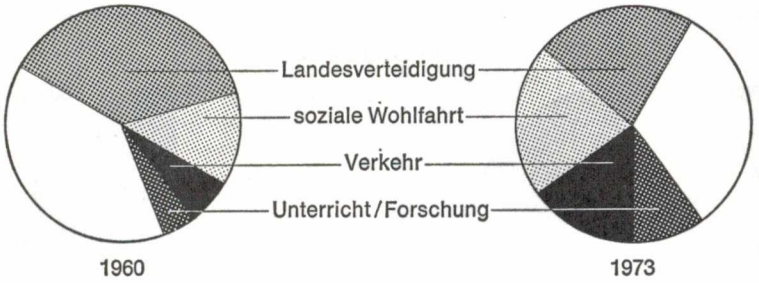 Landesverteidigung
soziale Wohlfahrt
Verkehr
Unterricht/Forschung
1960
1973